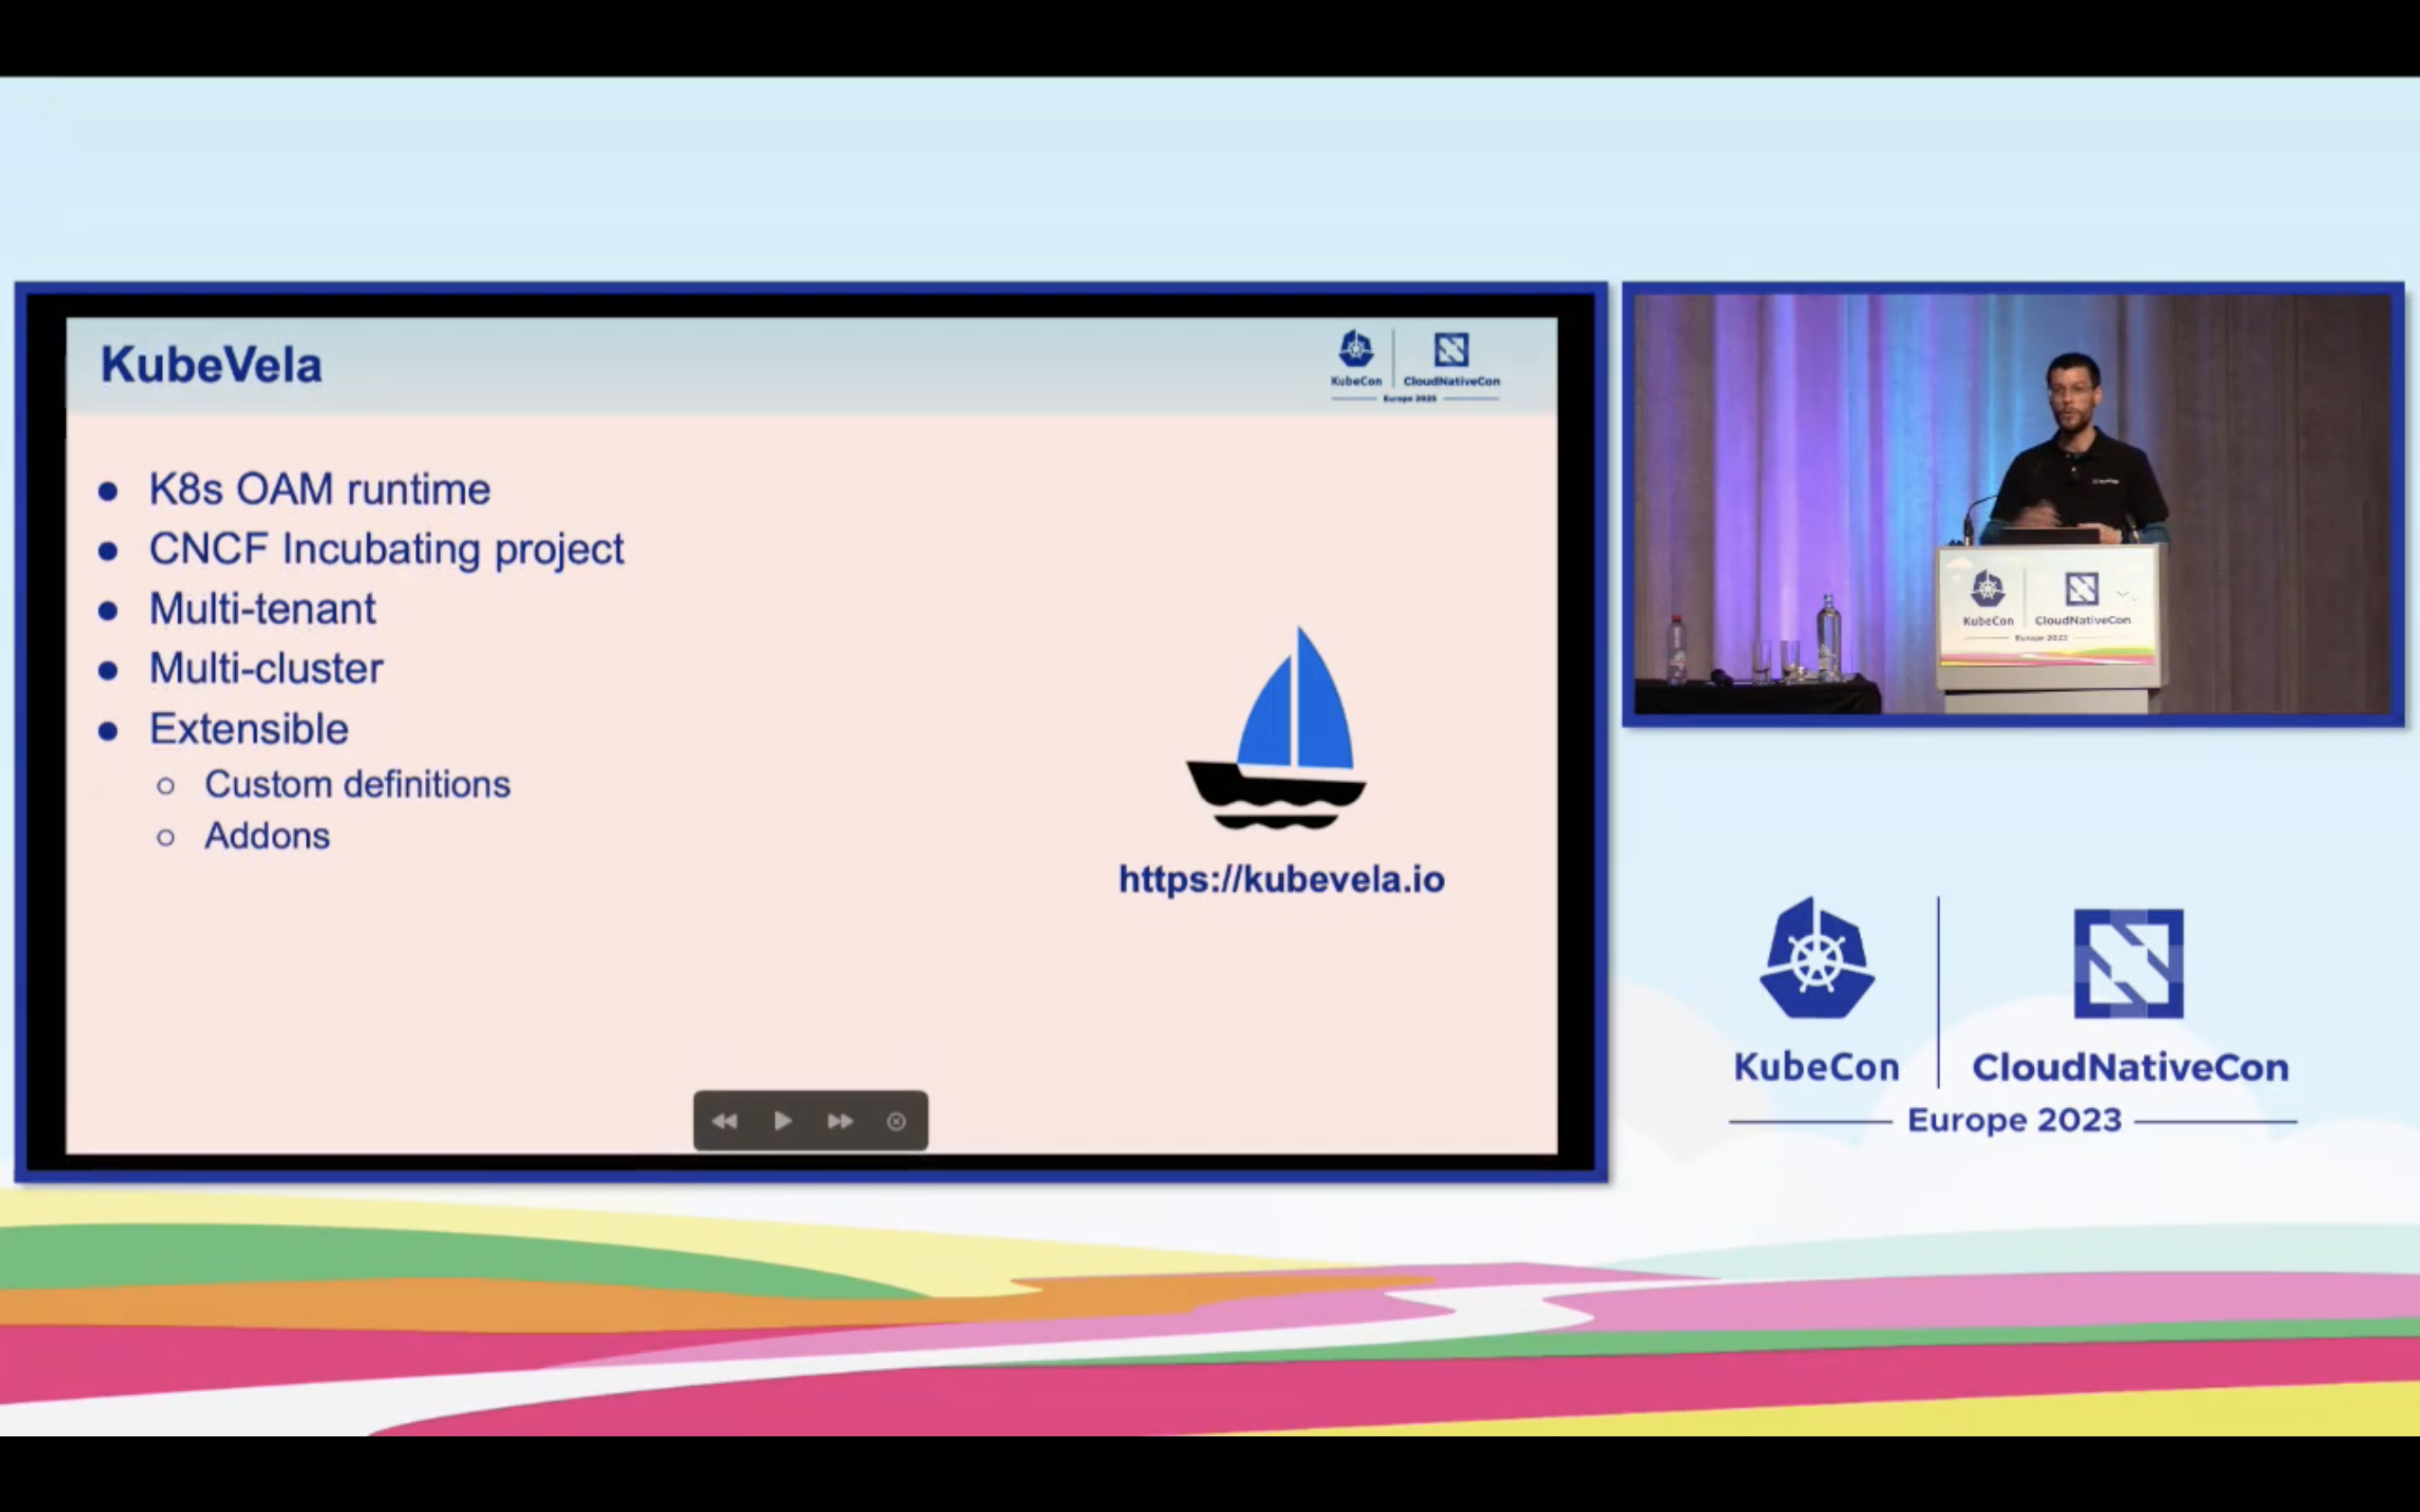 KubeVela
KubeCon
CloudNativeCon
Europe 2023
● K8s OAM runtime
● CNCF Incubating project
● Multi-tenant
● Multi-cluster
● Extensible
○ Custom definitions
○ Addons
https://kubevela.io
KubeCon
CloudNativeCon
Europe 2023
KubeCon
CloudNativeCon
Europe 2023